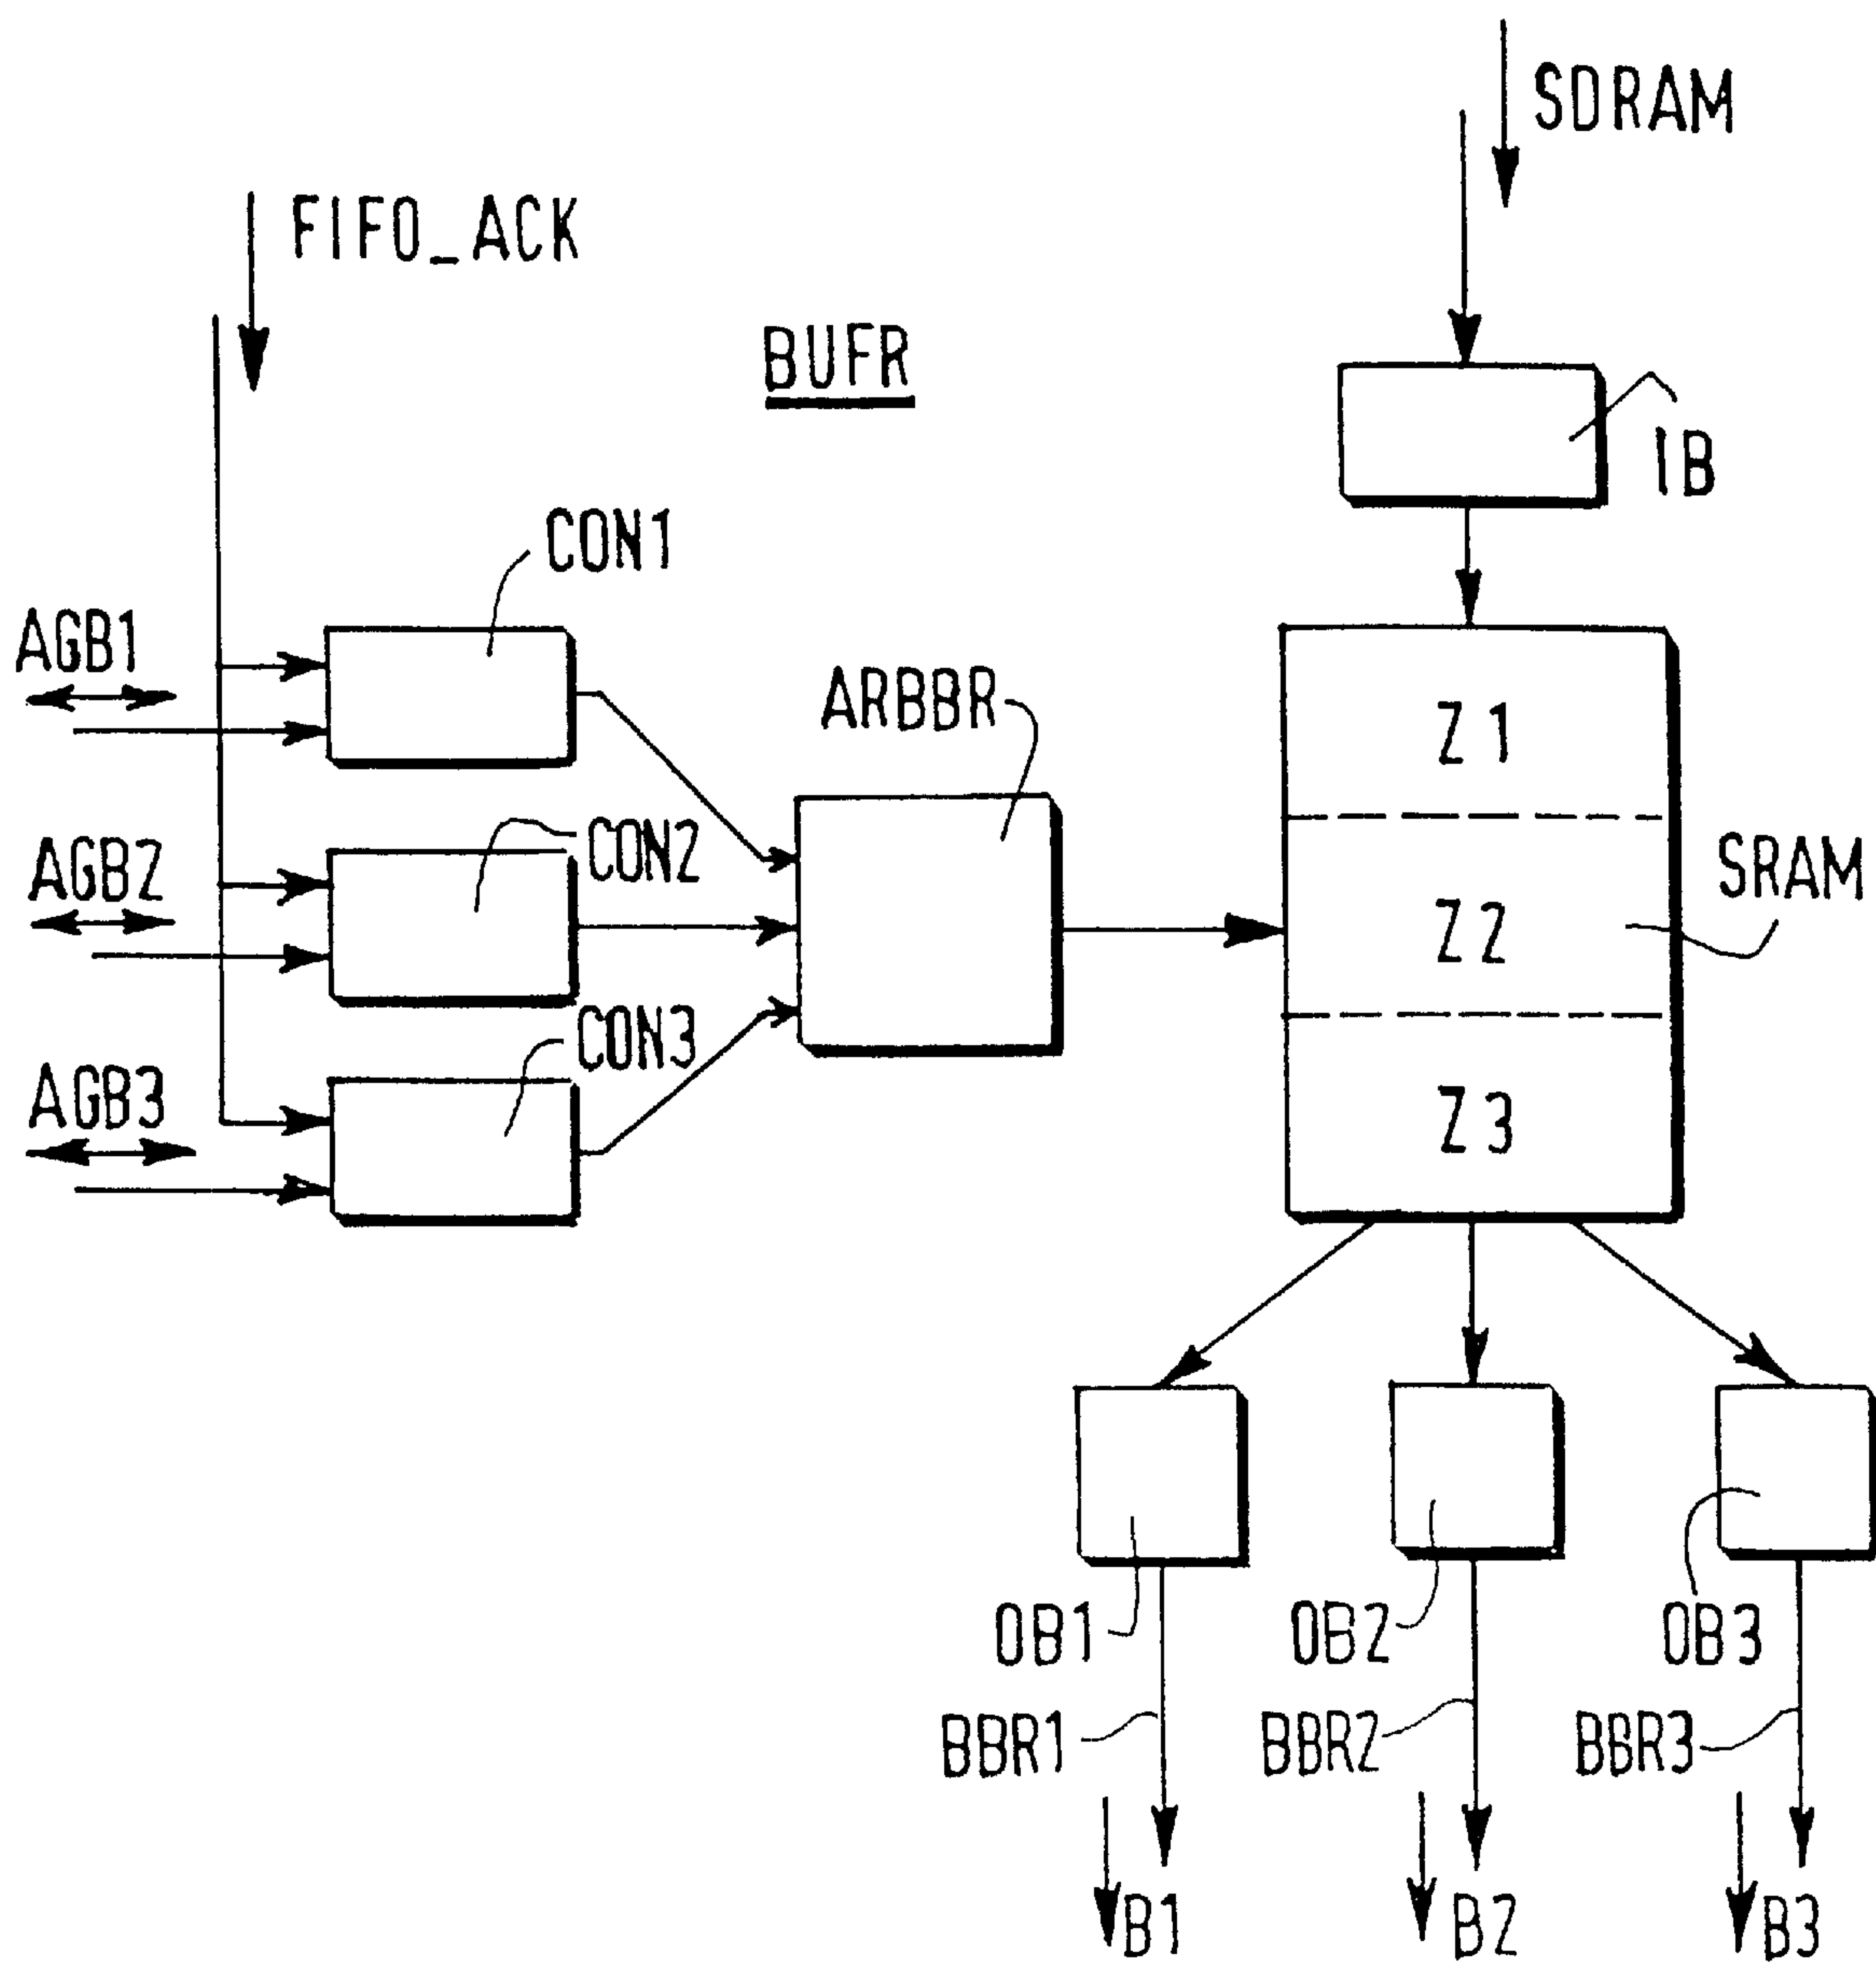 SDRAM
FIFO_ACK
BUFR
IB
CON1
AGB1
ARBBR
Z1
CON2
AGB2
SRAM
Z2
CON3
AGB3
Z3
OB1
OB2
OB3
BBR1
BBR2
BBR3
B1
B2
B3